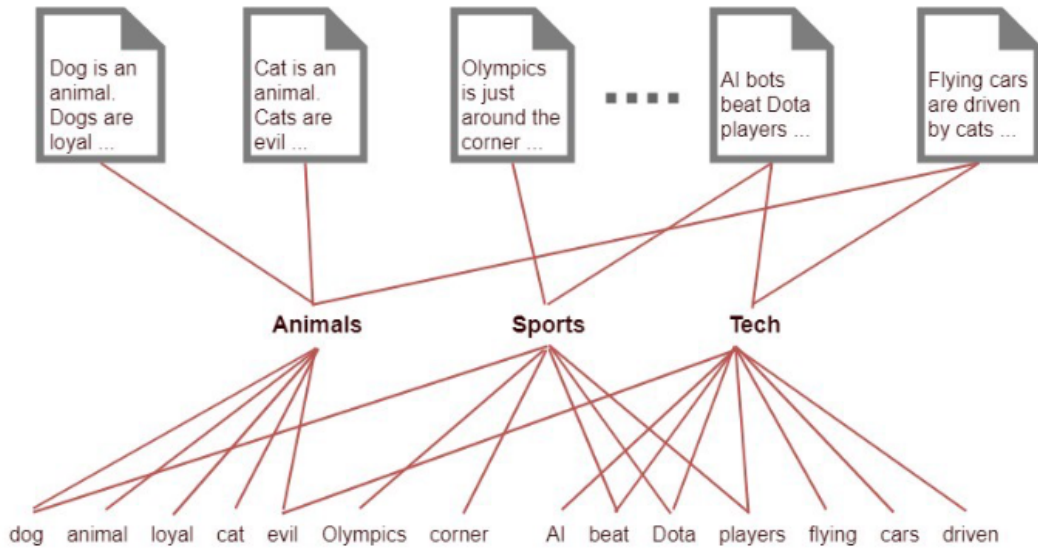 Dog is an
animal.
Dogs are
loyal ...
Cat is an
animal.
Cats are
evil ...
Olympics
is just
around the
corner ...
AI bots
beat Dota
players ...
Flying cars
are driven
by cats ...
Animals
Sports
Tech
dog animal loyal cat evil Olympics corner AI beat Dota players flying cars driven